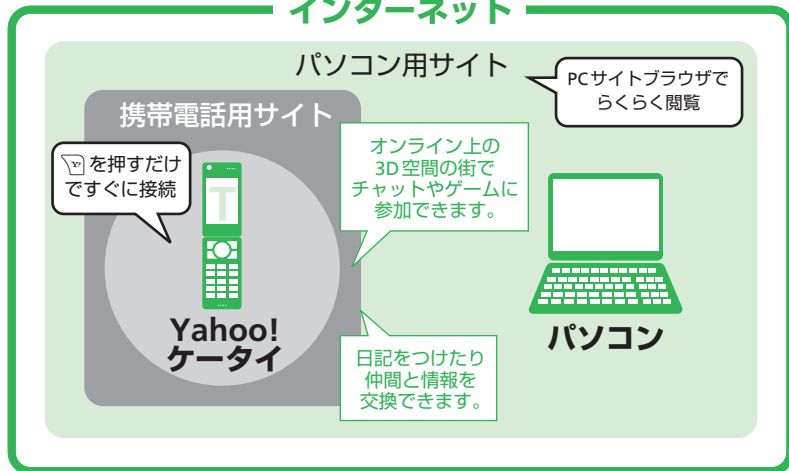 インターネット
パソコン用サイト
PCサイトブラウザで
らくらく閲覧
携帯電話用サイト
を押すだけ
ですぐに接続
オンライン上の
3D空間の街で
チャットやゲームに
参加できます。
Yahoo!
ケータイ
パソコン
日記をつけたり
仲間と情報を
交換できます。